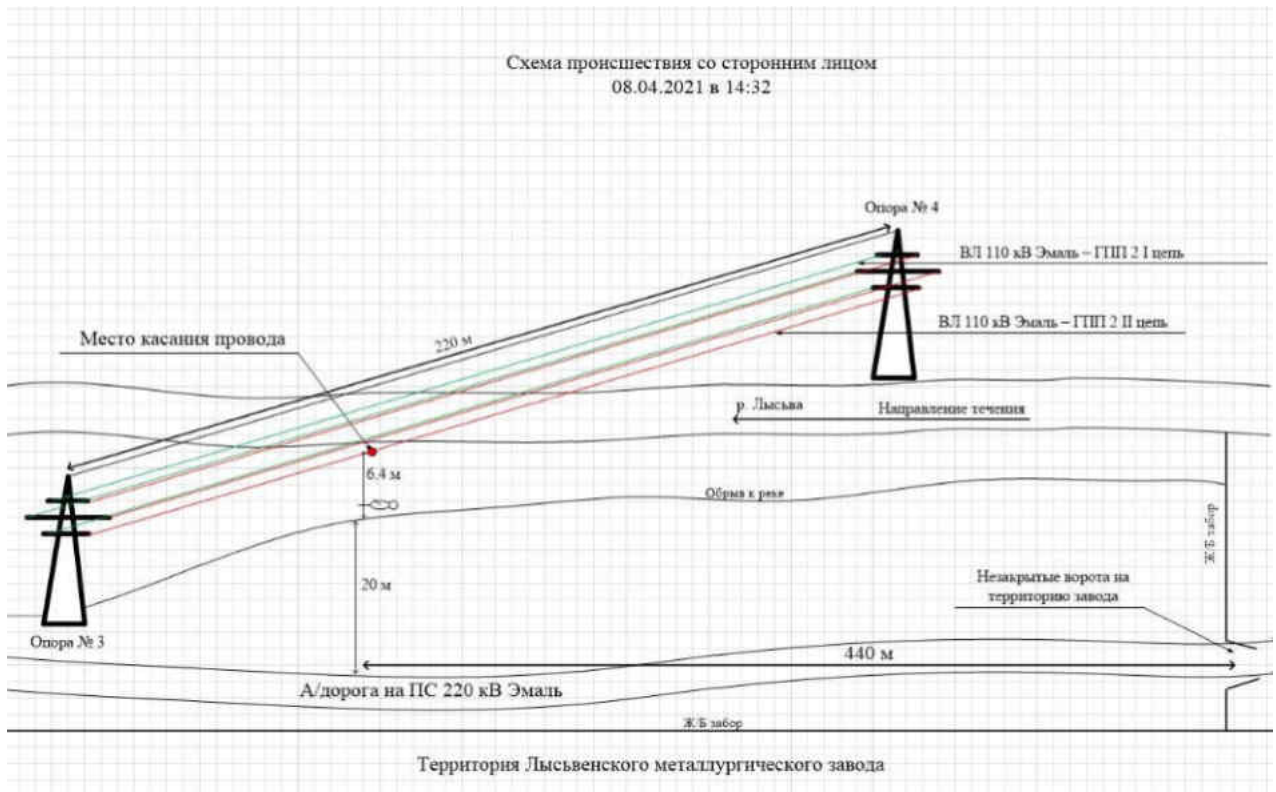 Схема происшествия со сторонним лицом
08.04.2021 в 14:32
Опора № 4
ВЛ 110 кВ Эмаль – ГПП 2 I цепь
ВЛ 110 кВ Эмаль – ГПП 2 II цепь
Место касания провода
220 м
р. Лысьва
Направление течения
6.4 м
Обрыв к реке
Ж/Б забор
20 м
Незакрытые ворота на
территорию завода
Опора № 3
440 м
А/дорога на ПС 220 кВ Эмаль
Ж/Б забор
Территория Лысьвенского металлургического завода